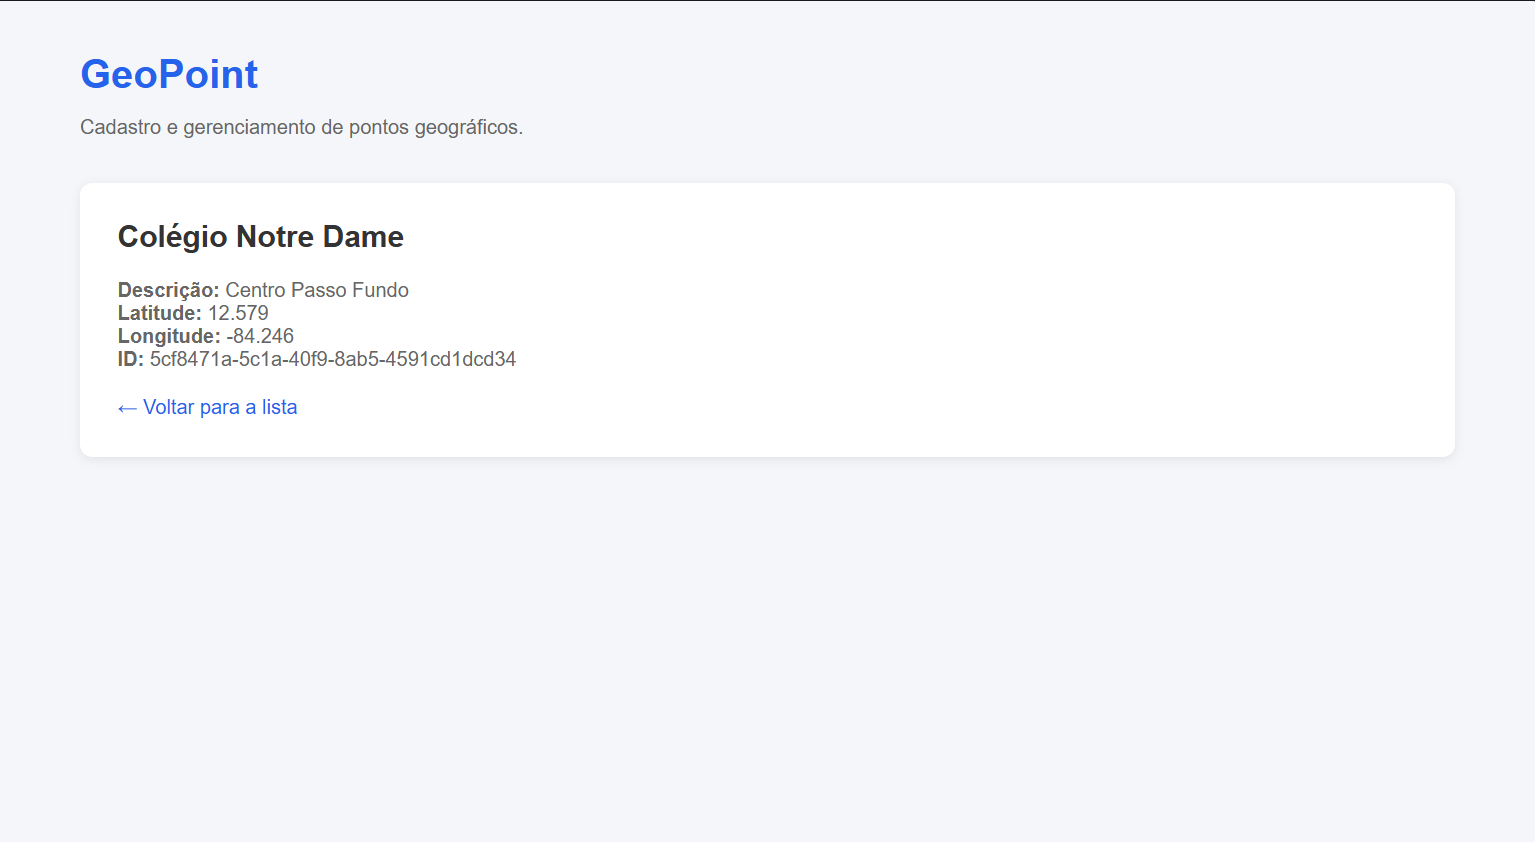 GeoPoint
Cadastro e gerenciamento de pontos geográficos.
Colégio Notre Dame
Descrição: Centro Passo Fundo
Latitude: 12.579
Longitude: -84.246
ID: 5cf8471a-5c1a-40f9-8ab5-4591cd1dcd34
← Voltar para a lista